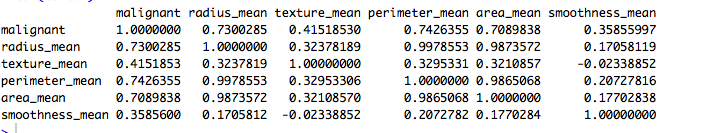 malignant radius_mean texture_mean perimeter_mean area_mean smoothness_mean
malignant 1.0000000 0.7300285 0.41518530 0.7426355 0.7089838 0.35855997
radius_mean 0.7300285 1.0000000 0.32378189 0.9978553 0.9873572 0.17058119
texture_mean 0.4151853 0.3237819 1.00000000 0.3295331 0.3210857 -0.02338852
perimeter_mean 0.7426355 0.9978553 0.32953306 1.0000000 0.9865068 0.20727816
area_mean 0.7089838 0.9873572 0.32108570 0.9865068 1.0000000 0.17702838
smoothness_mean 0.3585600 0.1705812 -0.02338852 0.2072782 0.1770284 1.00000000
>